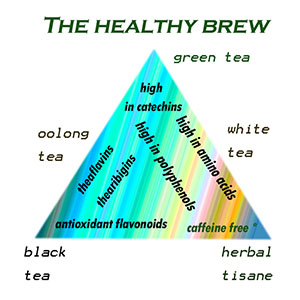 THE HEALTHY BREW
green tea
high
in catechins
oolong
tea
white
tea
theaflavins
thearibigins
high in polyphenols
high in amino acids
antioxidant flavonoids
caffeine free *
black
tea
herbal
tisane